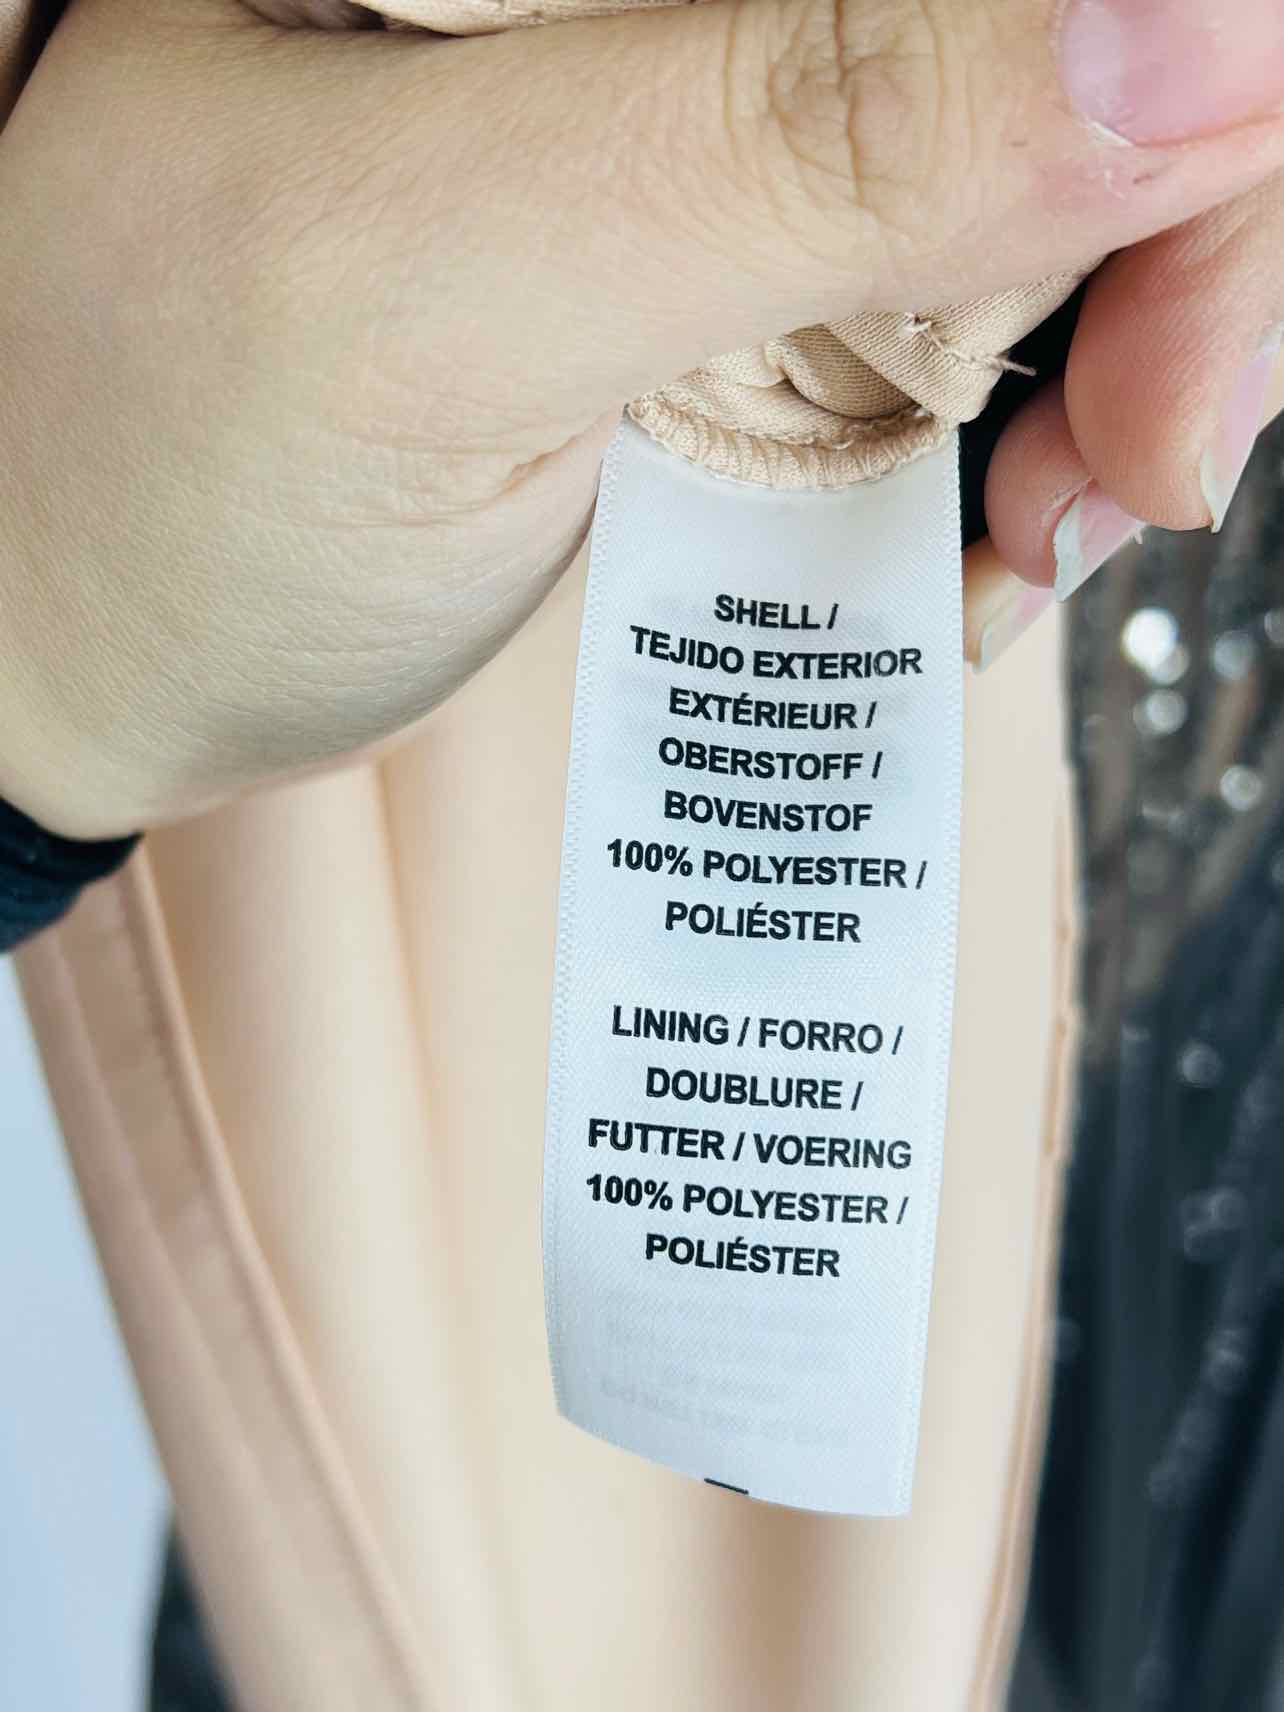 SHELL /
TEJIDO EXTERIOR
EXTÉRIEUR /
OBERSTOFF /
BOVENSTOF
100% POLYESTER /
POLIÉSTER
LINING / FORRO /
DOUBLURE /
FUTTER / VOERING
100% POLYESTER /
POLIÉSTER